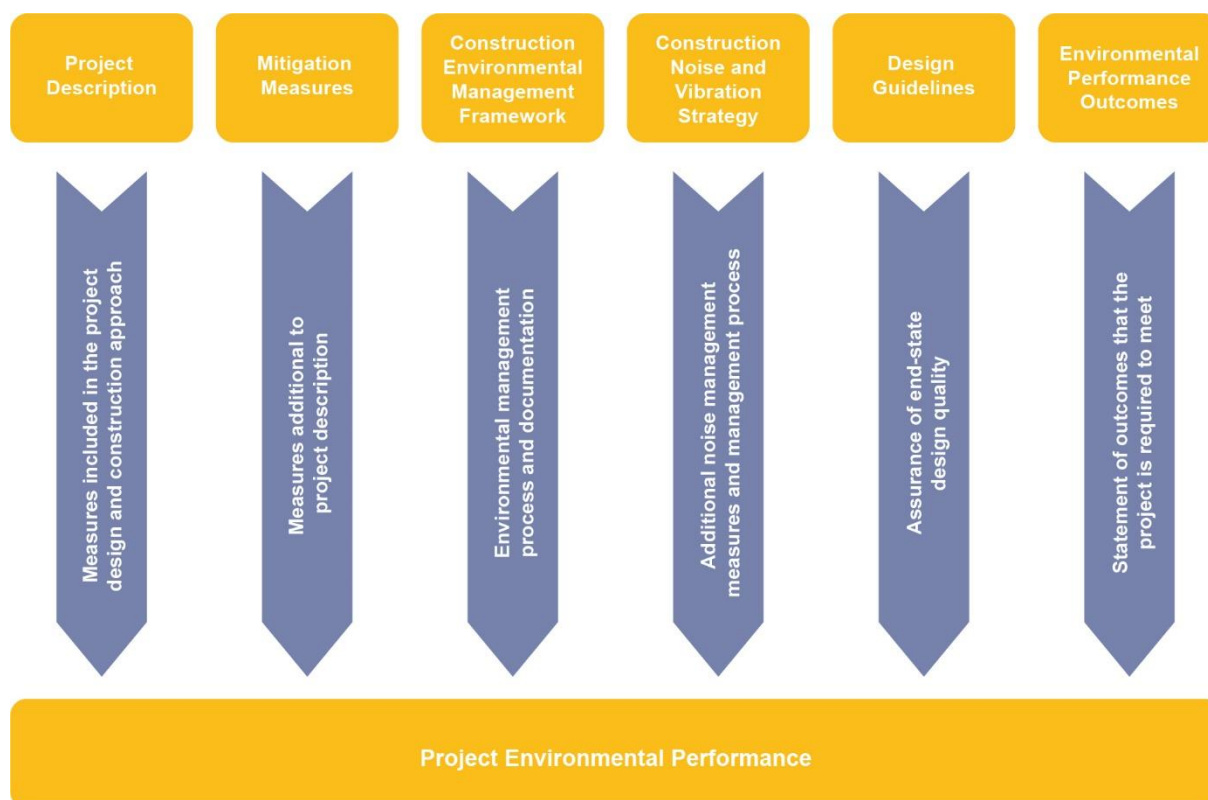 Project
Description
Mitigation
Measures
Construction
Environmental
Management
Framework
Construction
Noise and
Vibration
Strategy
Design
Guidelines
Environmental
Performance
Outcomes
Measures included in the project
design and construction approach
Measures additional to
project description
Environmental management
process and documentation
Additional noise management
measures and management process
Assurance of end-state
design quality
Statement of outcomes that the
project is required to meet
Project Environmental Performance